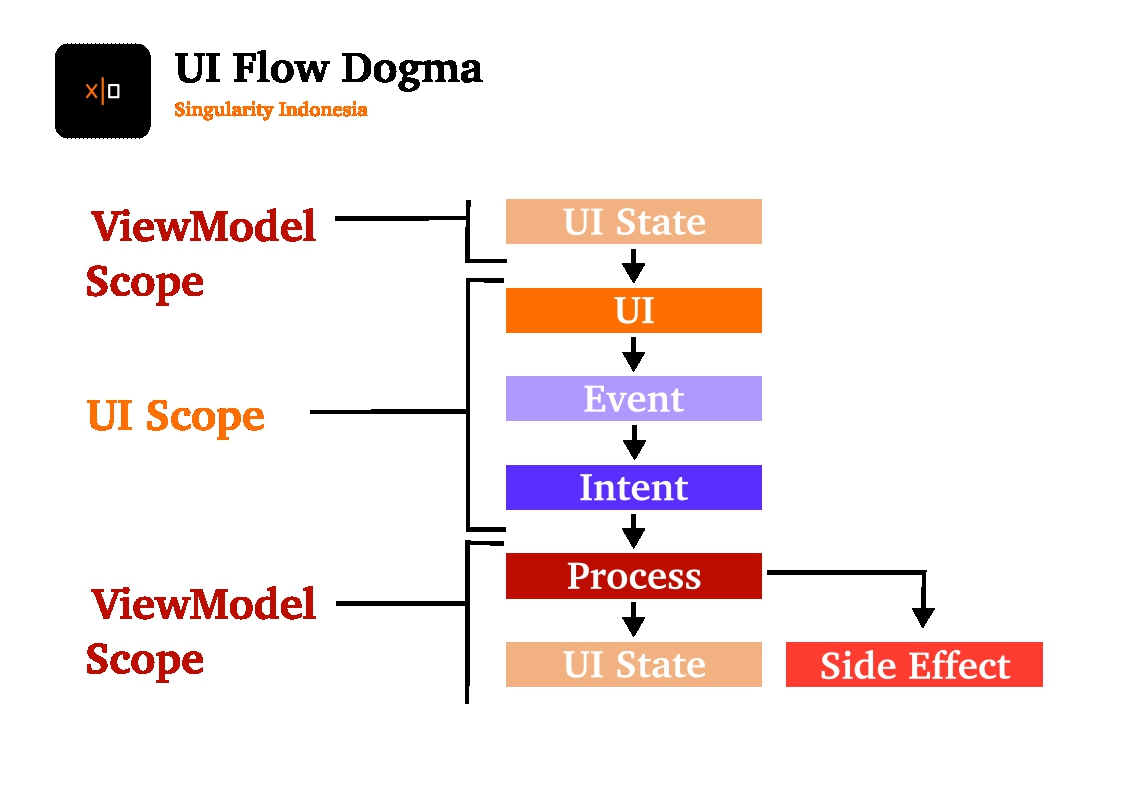 x|o
UI Flow Dogma
Singularity Indonesia
ViewModel
Scope
UI State
UI
UI Scope
Event
Intent
ViewModel
Scope
Process
UI State
Side Effect